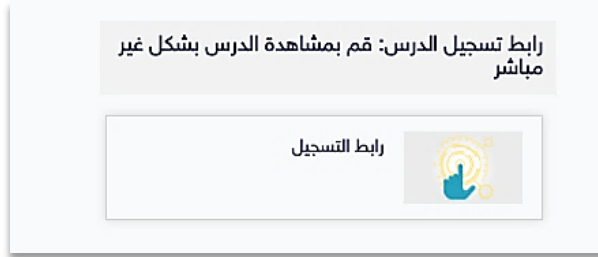 رابط تسجيل الدرس: قم بمشاهدة الدرس بشكل غير
مباشر
رابط التسجيل